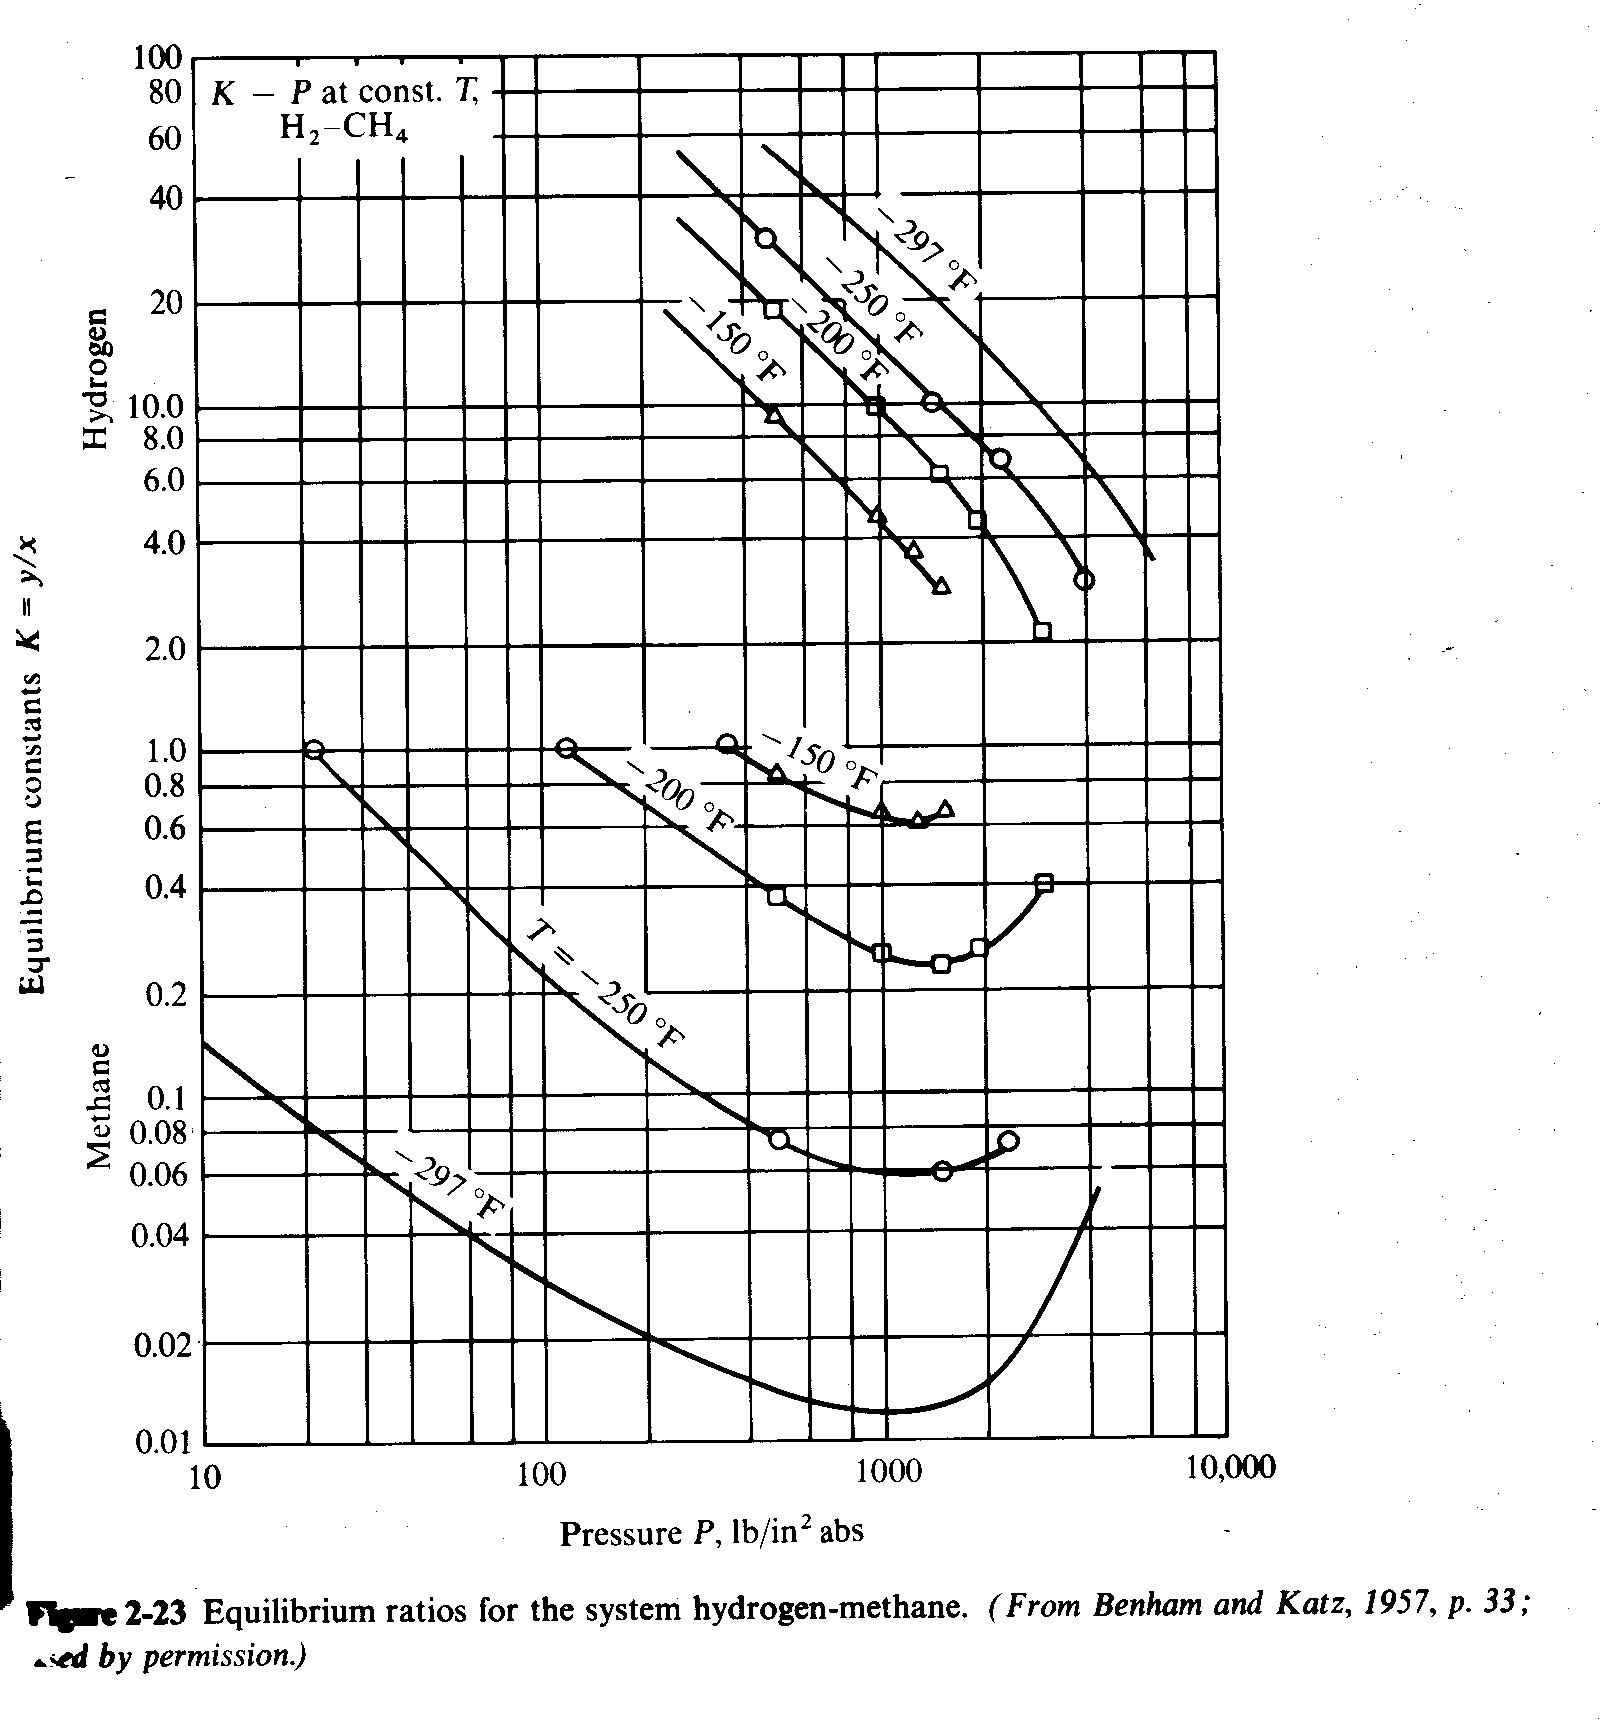 100
80
60
40
20
10.0
8.0
6.0
4.0
2.0
1.0
0.8
0.6
0.4
0.2
0.1
0.08
0.06
0.04
0.02
0.01
K – P at const. T,
H₂–CH₄
Hydrogen
Equilibrium constants K = y/x
Methane
–297 °F
–250 °F
–200 °F
–150 °F
–150 °F
–200 °F
T = –250 °F
–297 °F
10
100
1000
10,000
Pressure P, lb/in² abs
Figure 2-23 Equilibrium ratios for the system hydrogen-methane. (From Benham and Katz, 1957, p. 33;
by permission.)